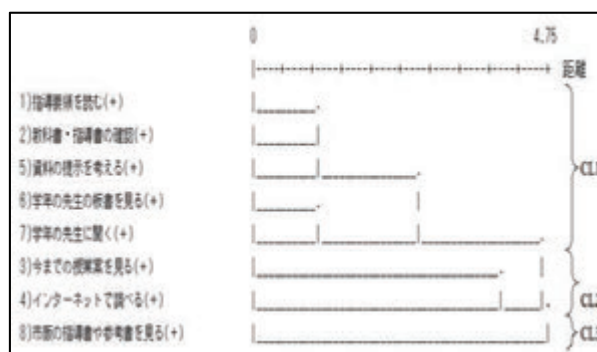 0 4.75
距離
1)指導要領を読む(+)
2)教科書・指導書の確認(+)
5)資料の提示を考える(+)
6)学年の先生の板書を見る(+)
7)学年の先生に聞く(+)
3)今までの授業案を見る(+)
4)インターネットで調べる(+)
8)市販の指導書や参考書を見る(+)